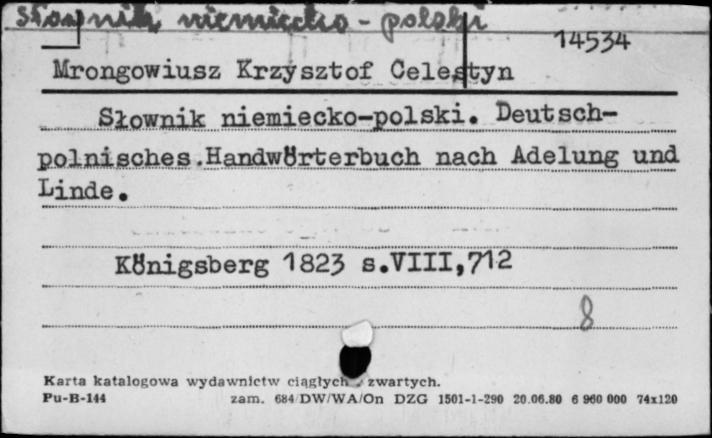 Słownik niemiecko-polski
14534
Mrongowiusz Krzysztof Celestyn
Słownik niemiecko-polski. Deutsch-
polnisches.Handwörterbuch nach Adelung und
Linde.
Königsberg 1823 s.VIII,712
8
Karta katalogowa wydawnictw ciągłych zwartych.
Pu-B-144 zam. 684/DW/WA/On DZG 1501-1-290 20.06.80 6 960 000 74x120